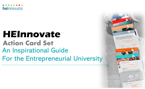 heinnovate
HEInnovate
Action Card Set
An Inspirational Guide
For the Entrepreneurial University